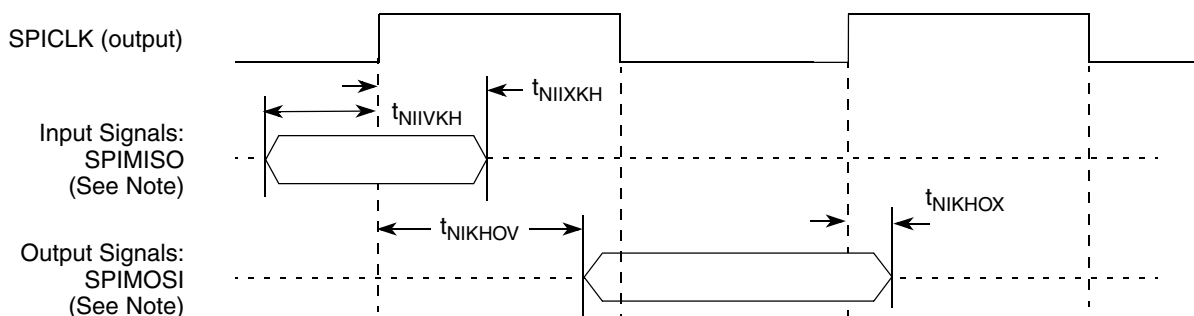 SPICLK (output)
tNIIXKH
tNIIVKH
Input Signals:
SPIMISO
(See Note)
tNIKHOX
tNIKHOV
Output Signals:
SPIMOSI
(See Note)